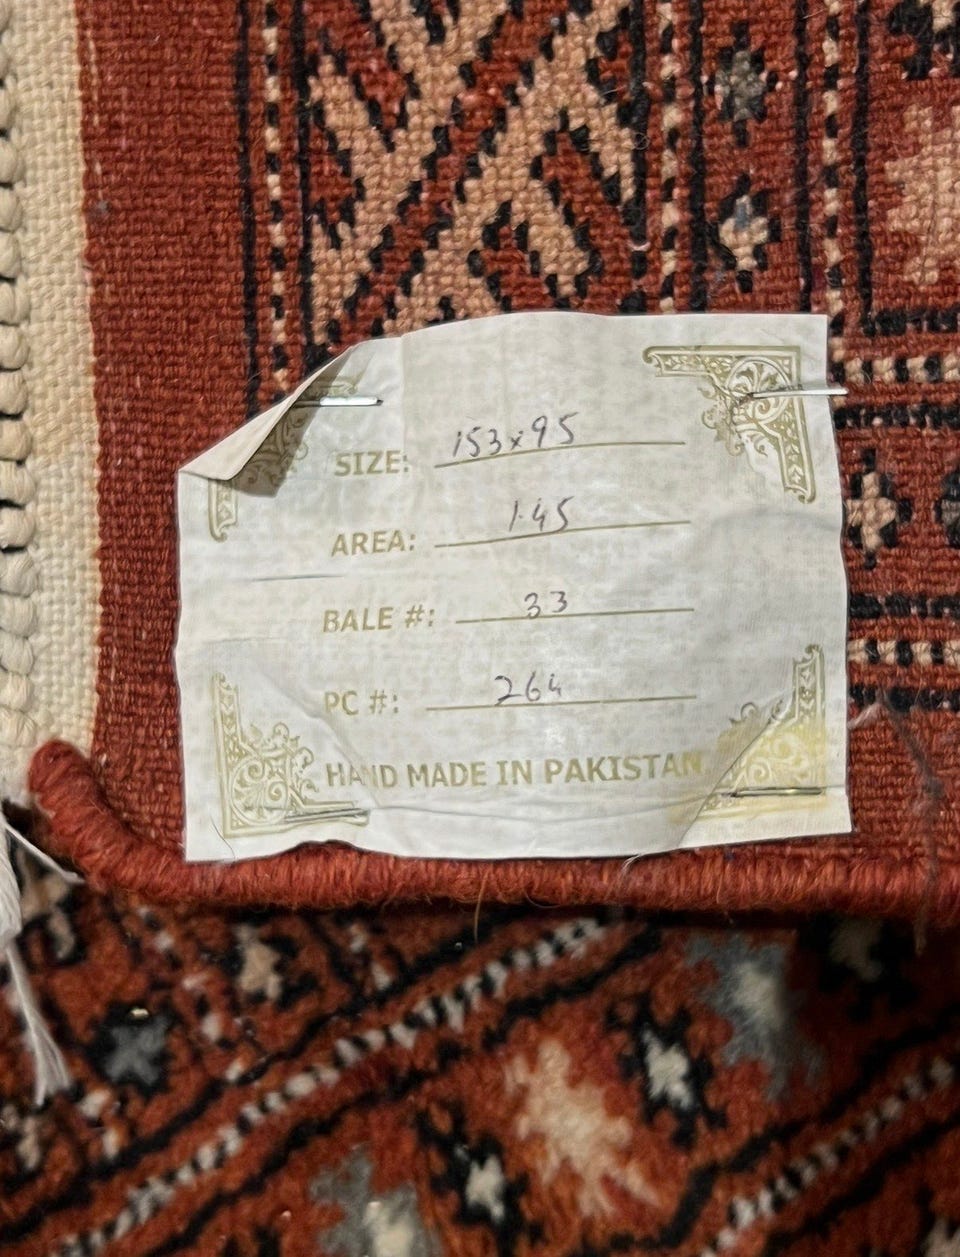 SIZE: 153x95
AREA: 1.45
BALE #: 33
PC #: 264
HAND MADE IN PAKISTAN